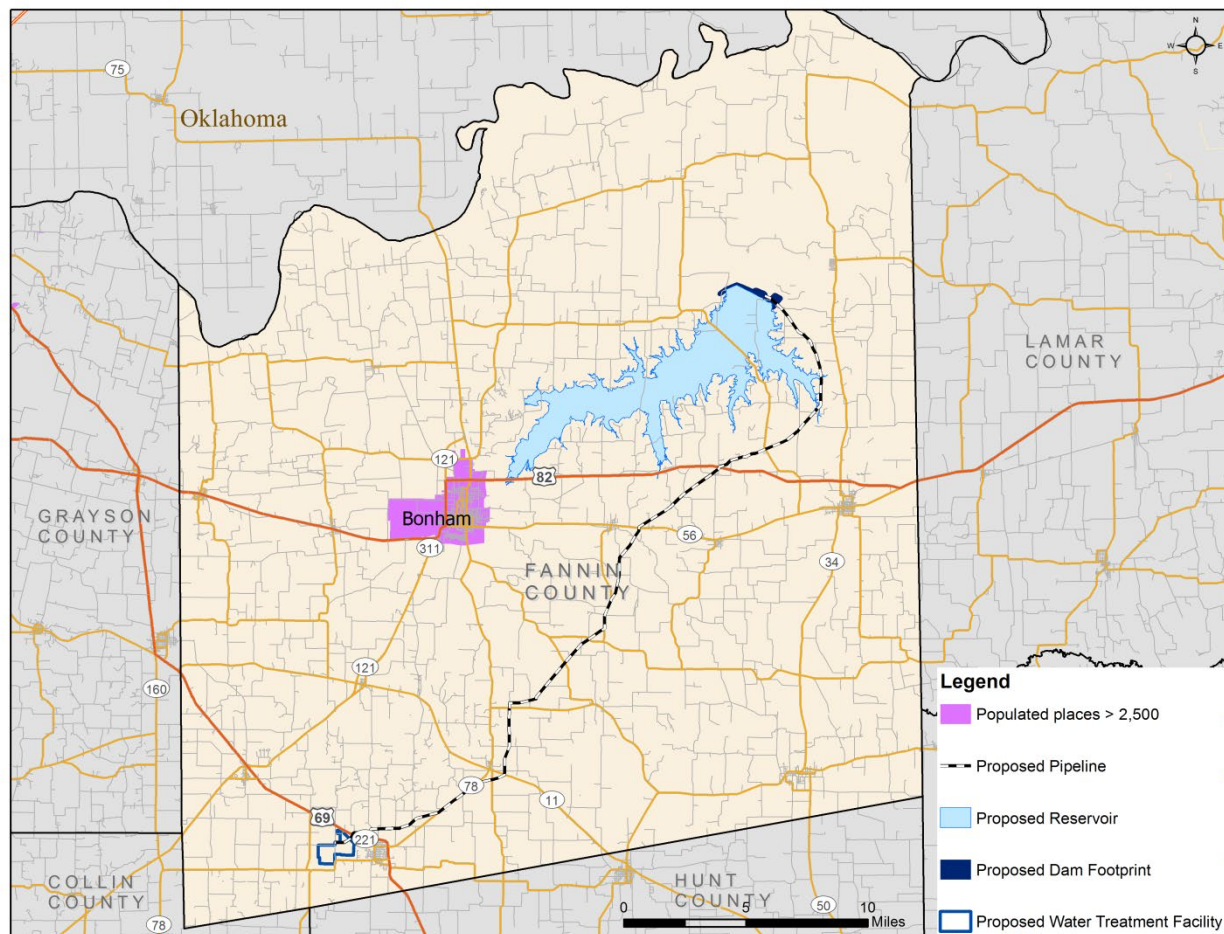 N
W E
S
75
Oklahoma
LAMAR
COUNTY
121
82
GRAYSON
COUNTY
Bonham
311
56
FANNIN
COUNTY
34
121
160
Legend
Populated places > 2,500
Proposed Pipeline
Proposed Reservoir
Proposed Dam Footprint
Proposed Water Treatment Facility
78
11
69
221
COLLIN
COUNTY
HUNT
COUNTY
78
50
0 5 10
Miles